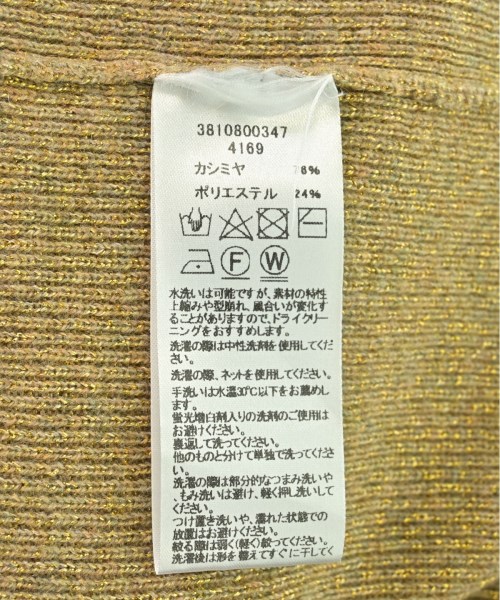 3810800347
4169
カシミヤ 76%
ポリエステル 24%
F W
水洗いは可能ですが、素材の特性
上縮みや型崩れ、風合いが変化す
ることがありますので、ドライクリー
ニングをおすすめします。
洗濯の際は中性洗剤を使用してくだ
さい。
洗濯の際、ネットを使用してください。
手洗いは水温30℃以下をお薦めし
ます。
蛍光増白剤入りの洗剤のご使用は
お避けください。
裏返して洗ってください。
他のものと分けて単独で洗ってくださ
い。
洗濯の際は部分的なつまみ洗いや
、もみ洗いは避け、軽く押し洗いして
ください。
つけ置き洗いや、濡れた状態での
放置はお避けください。
絞る際は弱く(軽く)絞ってください。
洗濯後は形を整えてすぐに干してく